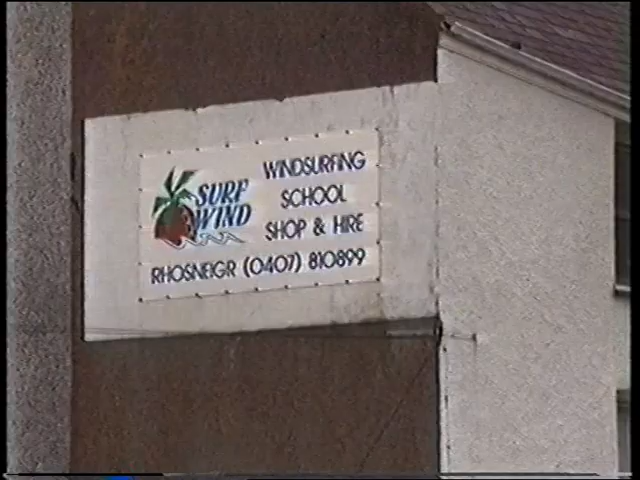 SURF
WIND
WINDSURFING
SCHOOL
SHOP & HIRE
RHOSNEIGR (0407) 810899